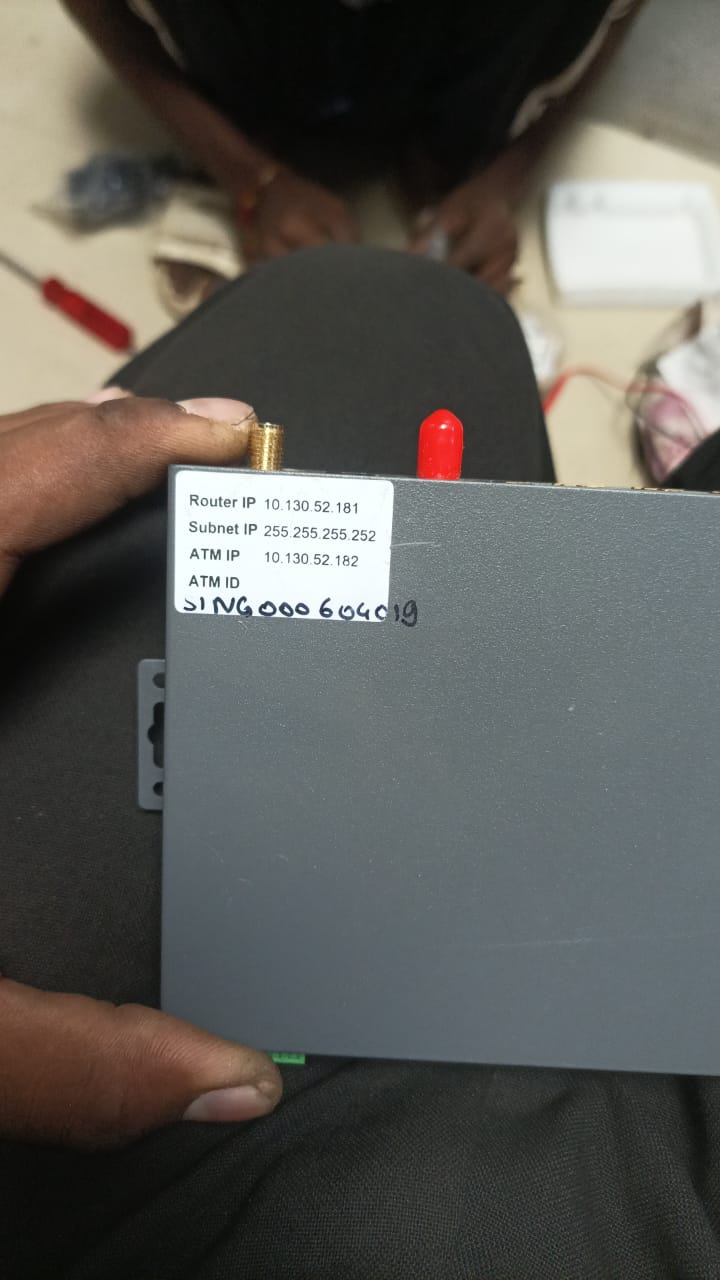 Router IP 10.130.52.181
Subnet IP 255.255.255.252
ATM IP 10.130.52.182
ATM ID
SING000604019